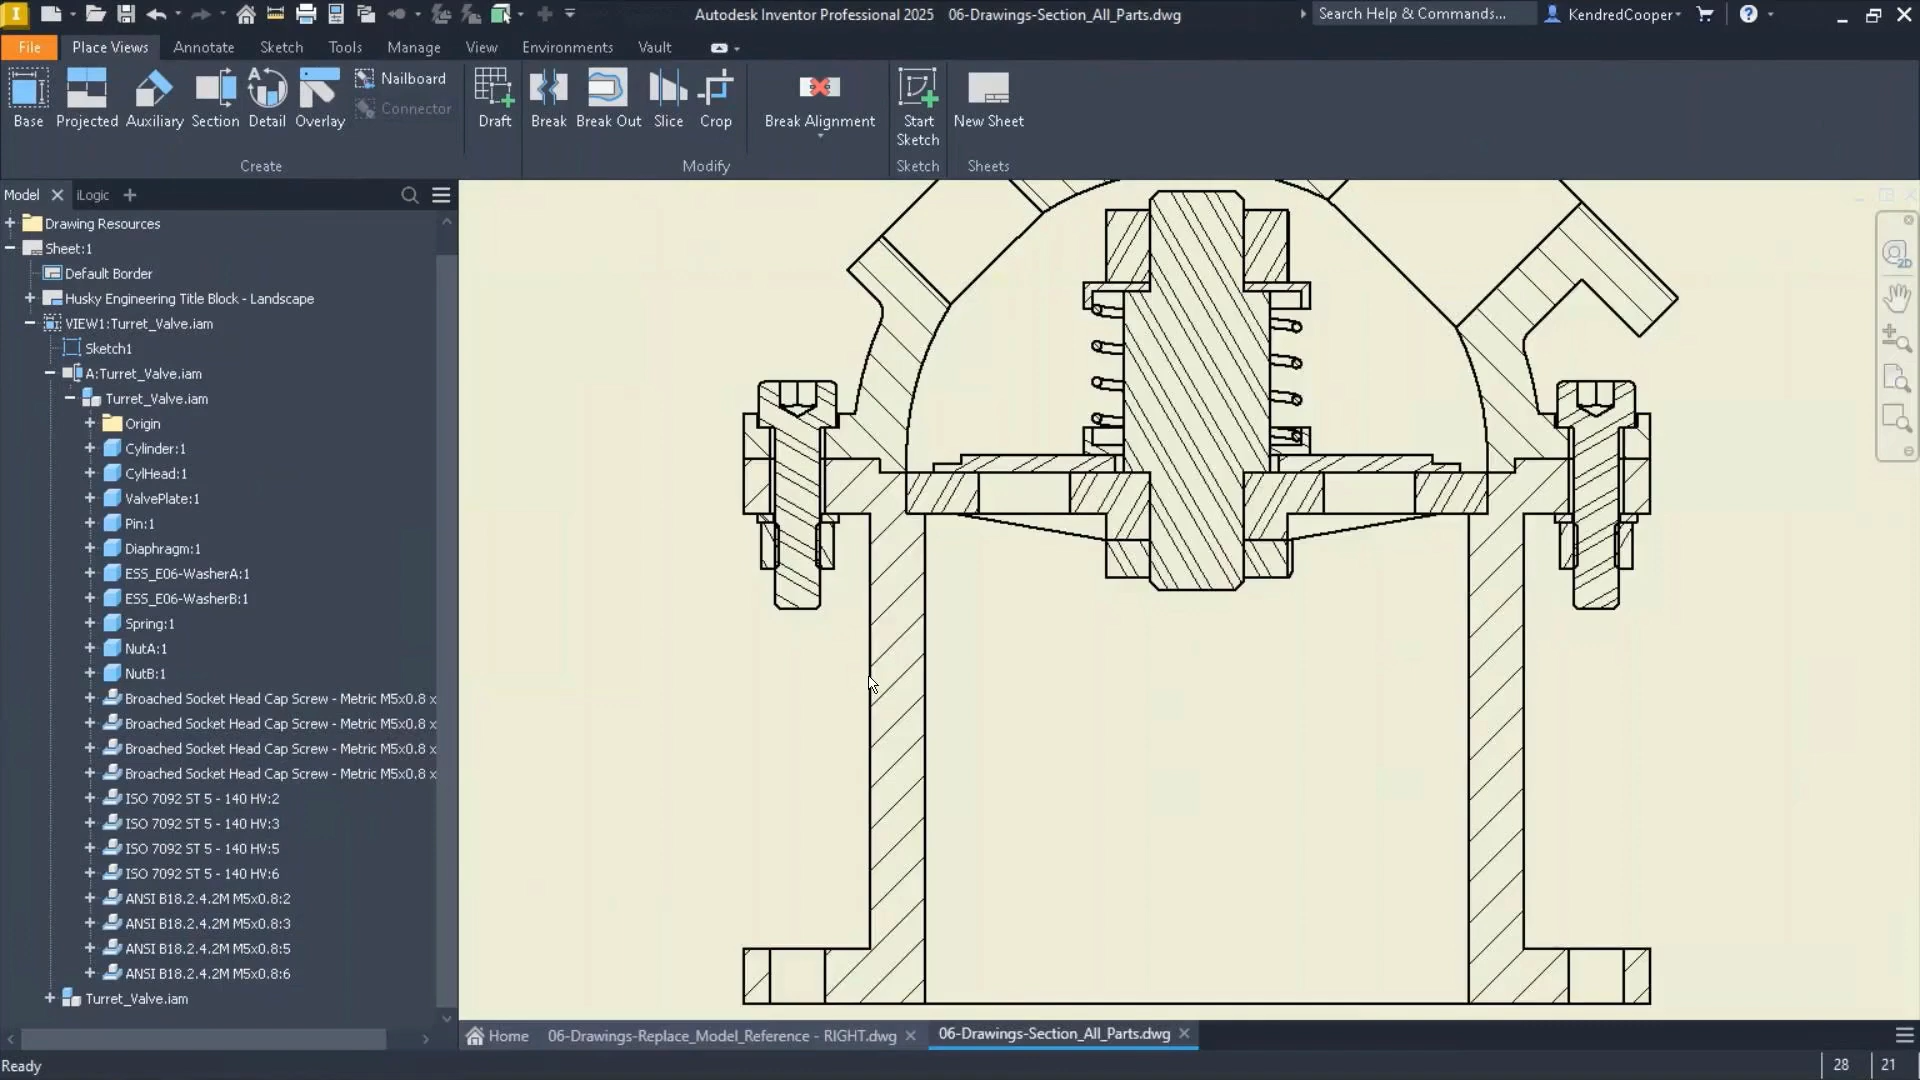 Autodesk Inventor Professional 2025 06-Drawings-Section_All_Parts.dwg
Search Help & Commands...
KendredCooper
File Place Views Annotate Sketch Tools Manage View Environments Vault
Base
Projected
Auxiliary
Section
Detail
Overlay
Nailboard
Connector
Draft
Break
Break Out
Slice
Crop
Break Alignment
Start
Sketch
New Sheet
Create
Modify
Sketch
Sheets
Model
iLogic
Drawing Resources
Sheet:1
Default Border
Husky Engineering Title Block - Landscape
VIEW1:Turret_Valve.iam
Sketch1
A:Turret_Valve.iam
Turret_Valve.iam
Origin
Cylinder:1
CylHead:1
ValvePlate:1
Pin:1
Diaphragm:1
ESS_E06-WasherA:1
ESS_E06-WasherB:1
Spring:1
NutA:1
NutB:1
Broached Socket Head Cap Screw - Metric M5x0.8 x
Broached Socket Head Cap Screw - Metric M5x0.8 x
Broached Socket Head Cap Screw - Metric M5x0.8 x
Broached Socket Head Cap Screw - Metric M5x0.8 x
ISO 7092 ST 5 - 140 HV:2
ISO 7092 ST 5 - 140 HV:3
ISO 7092 ST 5 - 140 HV:5
ISO 7092 ST 5 - 140 HV:6
ANSI B18.2.4.2M M5x0.8:2
ANSI B18.2.4.2M M5x0.8:3
ANSI B18.2.4.2M M5x0.8:5
ANSI B18.2.4.2M M5x0.8:6
Turret_Valve.iam
Home
06-Drawings-Replace_Model_Reference - RIGHT.dwg
06-Drawings-Section_All_Parts.dwg
Ready
28
21